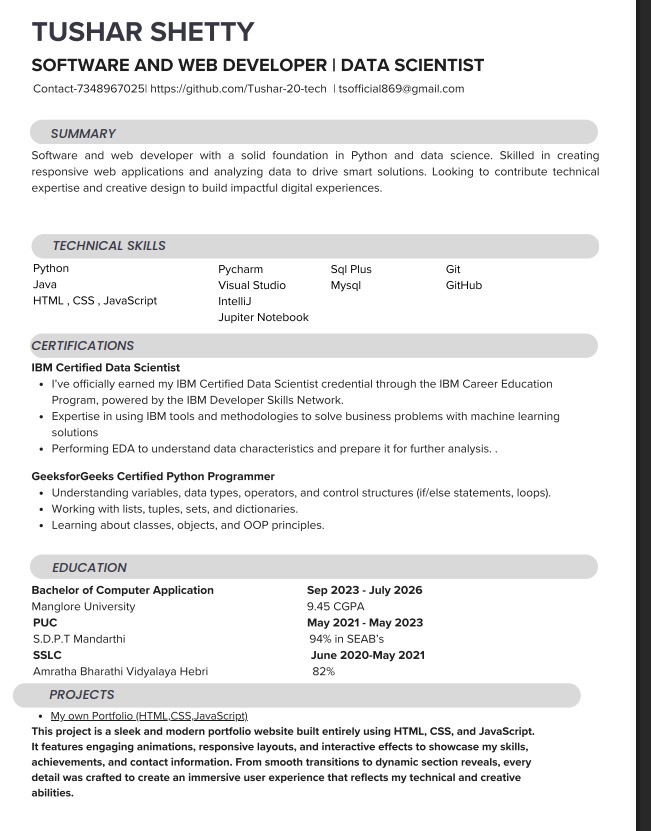 TUSHAR SHETTY
SOFTWARE AND WEB DEVELOPER | DATA SCIENTIST
Contact-7348967025| https://github.com/Tushar-20-tech | tsofficial869@gmail.com
SUMMARY
Software and web developer with a solid foundation in Python and data science. Skilled in creating
responsive web applications and analyzing data to drive smart solutions. Looking to contribute technical
expertise and creative design to build impactful digital experiences.
TECHNICAL SKILLS
Python Pycharm Sql Plus Git
Java Visual Studio Mysql GitHub
HTML , CSS , JavaScript IntelliJ
Jupiter Notebook
CERTIFICATIONS
IBM Certified Data Scientist
• I've officially earned my IBM Certified Data Scientist credential through the IBM Career Education
Program, powered by the IBM Developer Skills Network.
• Expertise in using IBM tools and methodologies to solve business problems with machine learning
solutions
• Performing EDA to understand data characteristics and prepare it for further analysis. .
GeeksforGeeks Certified Python Programmer
• Understanding variables, data types, operators, and control structures (if/else statements, loops).
• Working with lists, tuples, sets, and dictionaries.
• Learning about classes, objects, and OOP principles.
EDUCATION
Bachelor of Computer Application Sep 2023 - July 2026
Manglore University 9.45 CGPA
PUC May 2021 - May 2023
S.D.P.T Mandarthi 94% in SEAB's
SSLC June 2020-May 2021
Amratha Bharathi Vidyalaya Hebri 82%
PROJECTS
• My own Portfolio (HTML,CSS,JavaScript)
This project is a sleek and modern portfolio website built entirely using HTML, CSS, and JavaScript.
It features engaging animations, responsive layouts, and interactive effects to showcase my skills,
achievements, and contact information. From smooth transitions to dynamic section reveals, every
detail was crafted to create an immersive user experience that reflects my technical and creative
abilities.